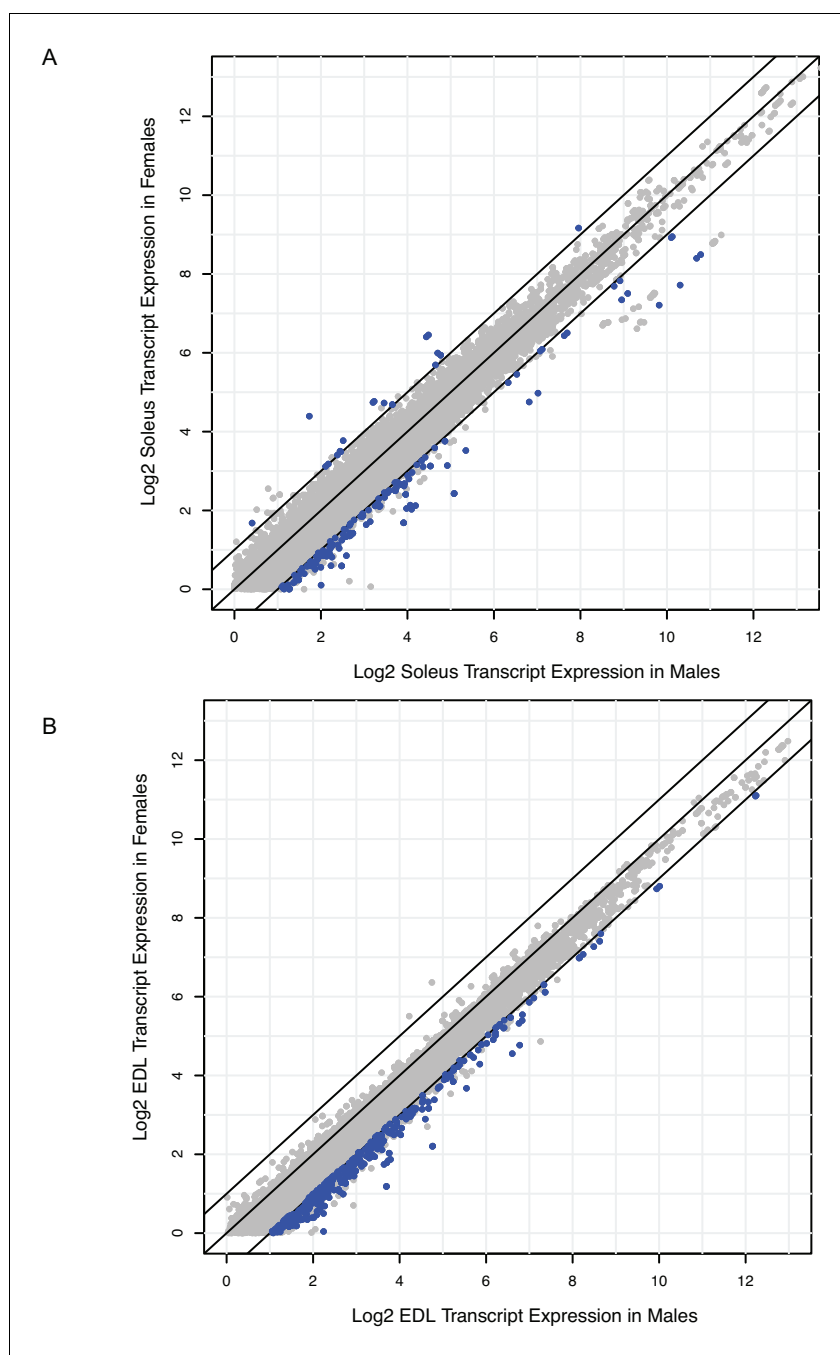 A
Log2 Soleus Transcript Expression in Females
12
10
8
6
4
2
0
0 2 4 6 8 10 12
Log2 Soleus Transcript Expression in Males
B
Log2 EDL Transcript Expression in Females
12
10
8
6
4
2
0
0 2 4 6 8 10 12
Log2 EDL Transcript Expression in Males